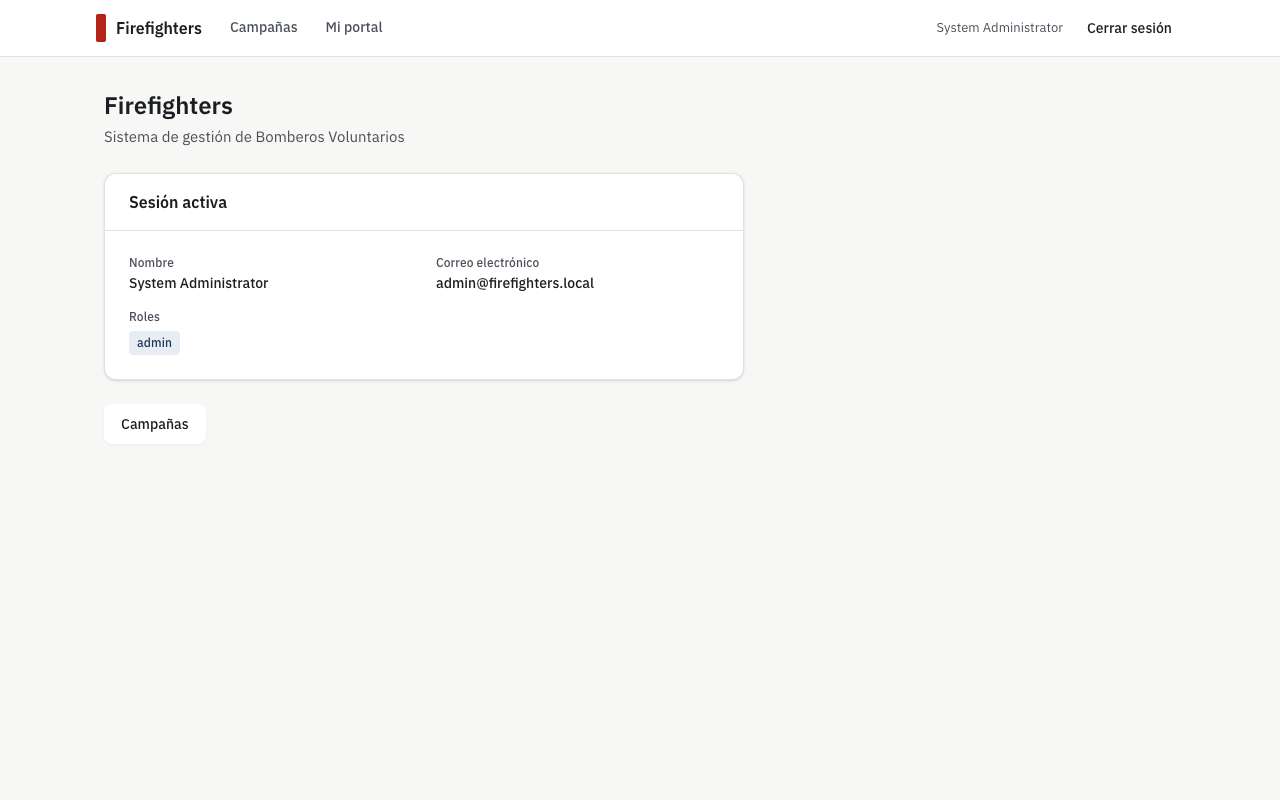 Firefighters Campañas Mi portal System Administrator Cerrar sesión
Firefighters
Sistema de gestión de Bomberos Voluntarios
Sesión activa
Nombre Correo electrónico
System Administrator admin@firefighters.local
Roles
admin
Campañas